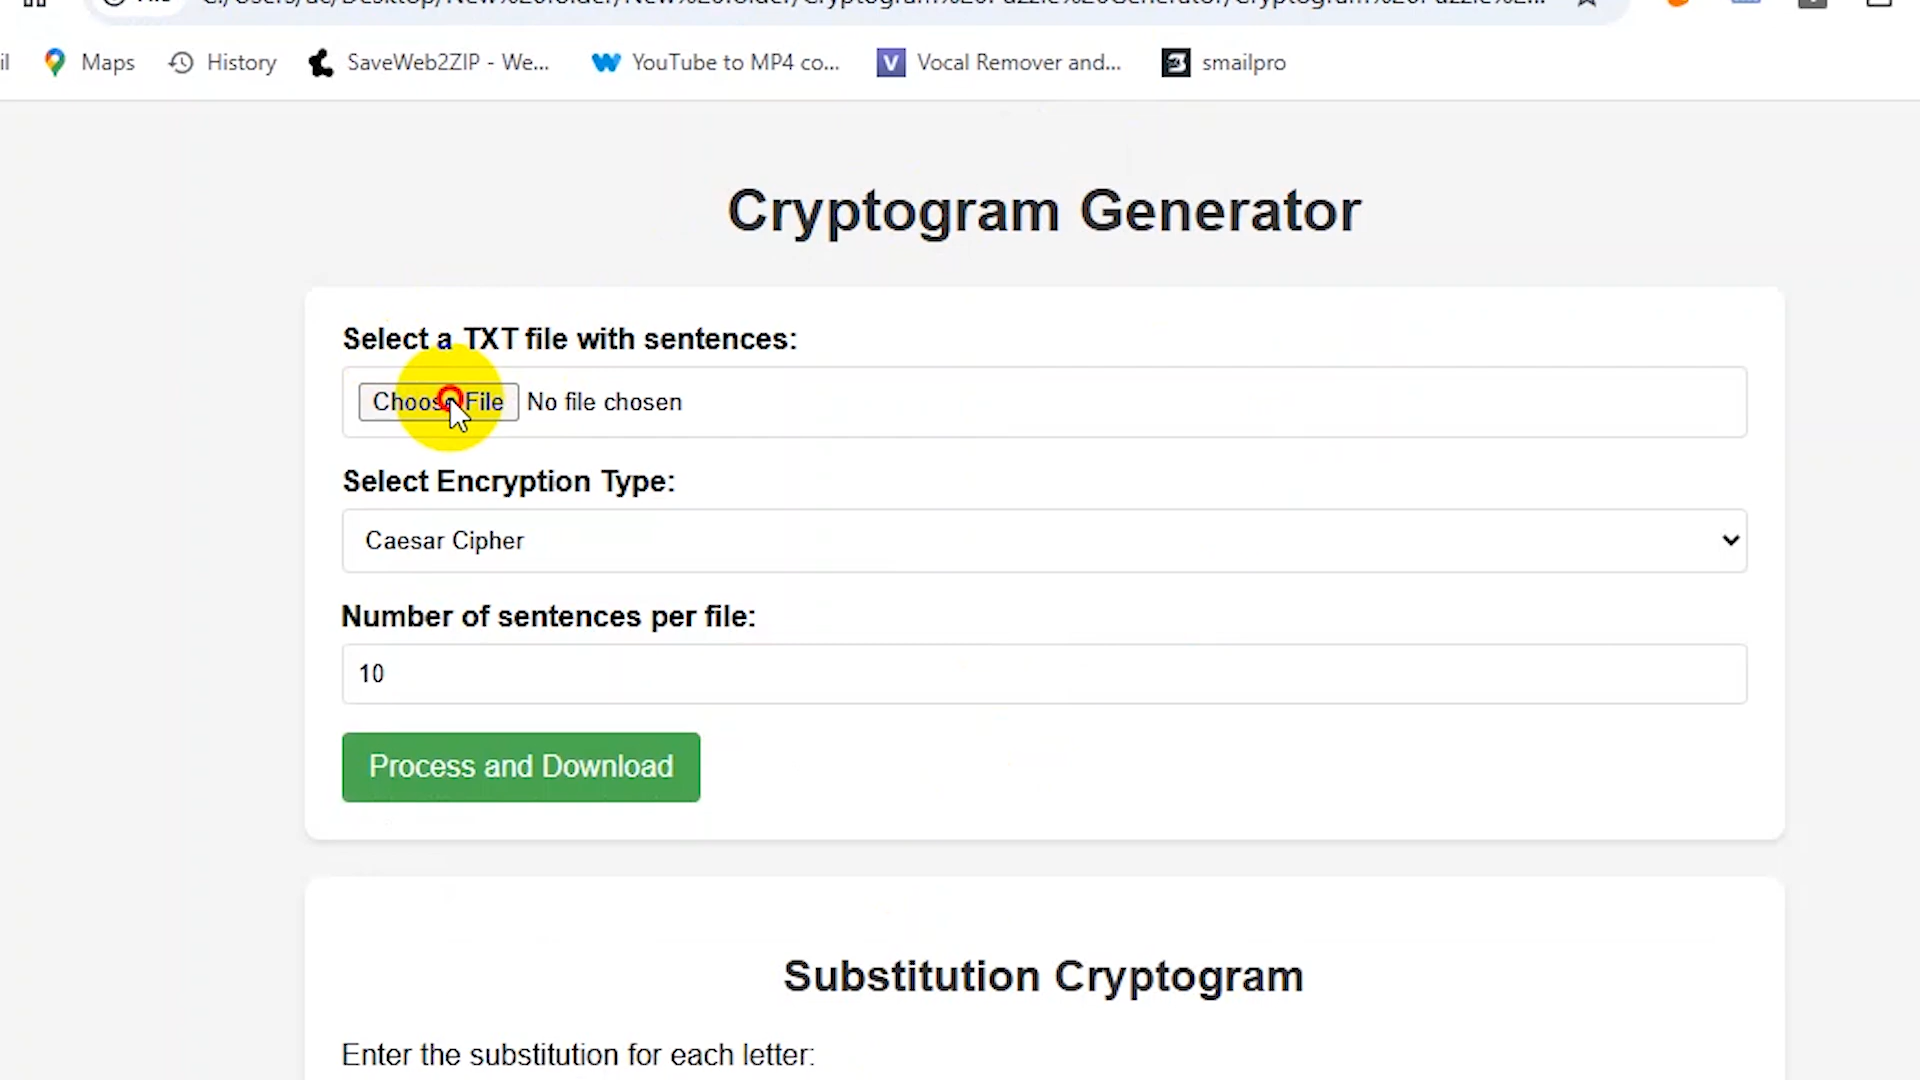 Maps History SaveWeb2ZIP - We... YouTube to MP4 co... Vocal Remover and... smailpro
Cryptogram Generator
Select a TXT file with sentences:
Choose File No file chosen
Select Encryption Type:
Caesar Cipher
Number of sentences per file:
10
Process and Download
Substitution Cryptogram
Enter the substitution for each letter: